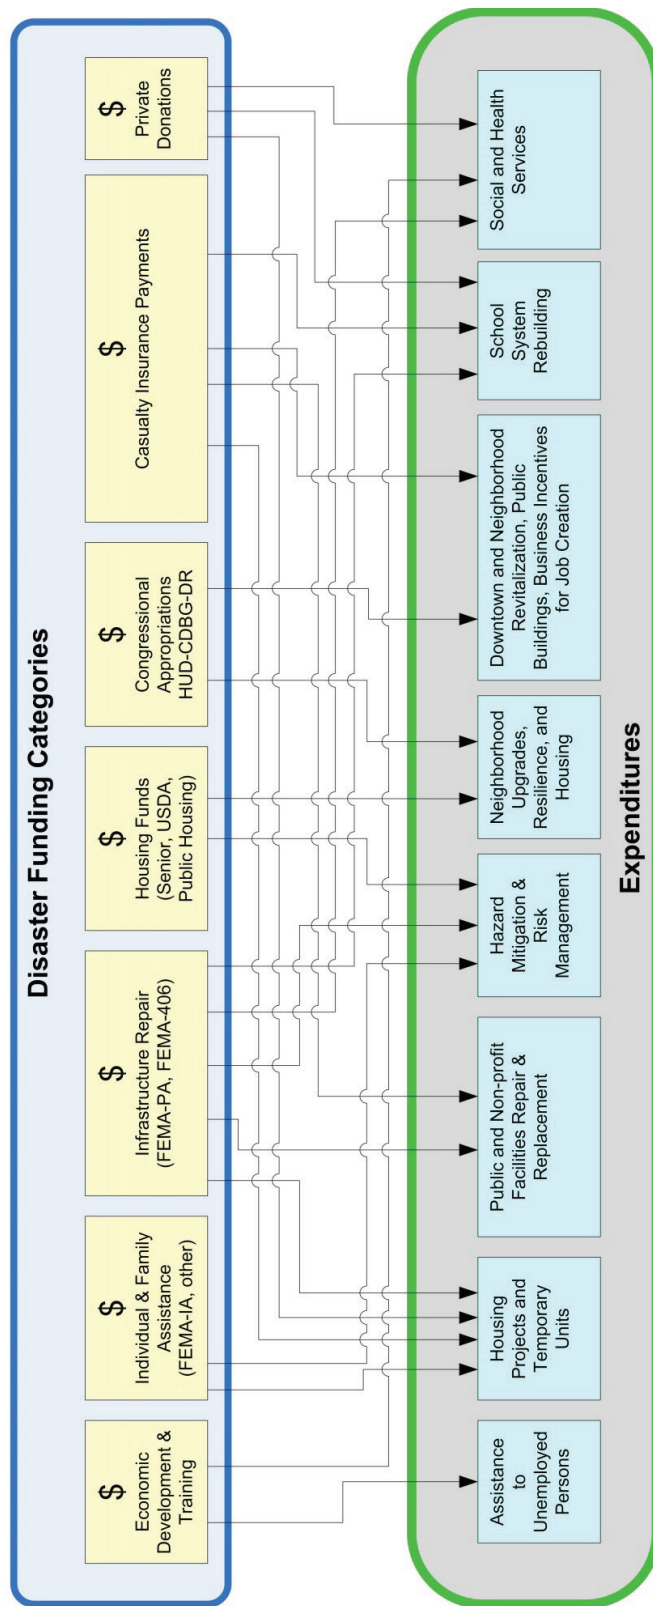 Disaster Funding Categories
$
Economic
Development &
Training
$
Individual & Family
Assistance
(FEMA-IA, other)
$
Infrastructure Repair
(FEMA-PA, FEMA-406)
$
Housing Funds
(Senior, USDA,
Public Housing)
$
Congressional
Appropriations
HUD-CDBG-DR
$
Casualty Insurance Payments
$
Private
Donations
Assistance
to
Unemployed
Persons
Housing
Projects and
Temporary
Units
Public and Non-profit
Facilities Repair &
Replacement
Hazard
Mitigation &
Risk
Management
Neighborhood
Upgrades,
Resilience, and
Housing
Downtown and Neighborhood
Revitalization, Public
Buildings, Business Incentives
for Job Creation
School
System
Rebuilding
Social and Health
Services
Expenditures